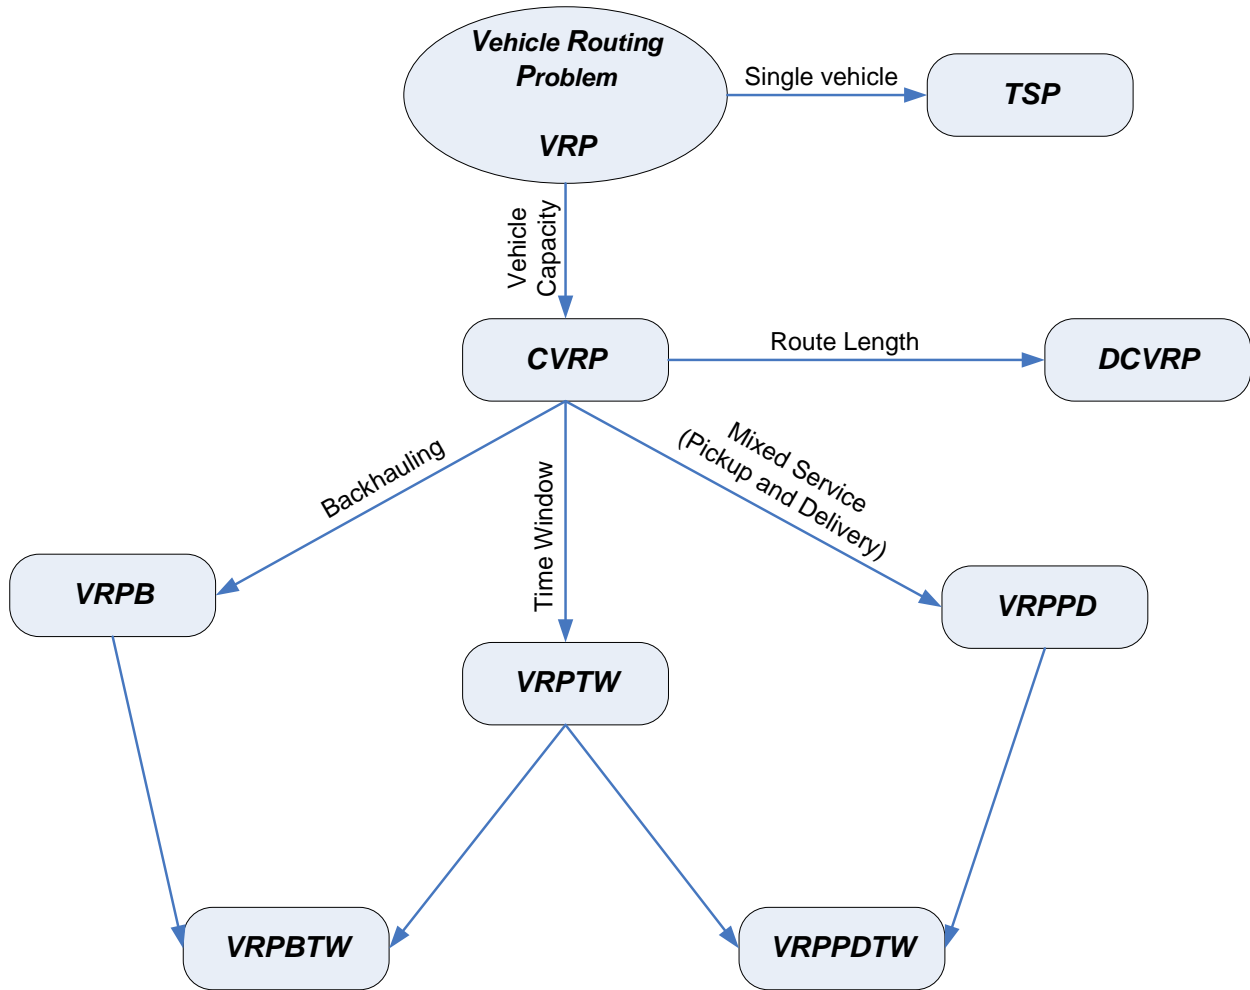 Vehicle Routing
Problem
VRP
Single vehicle
TSP
Vehicle
Capacity
CVRP
Route Length
DCVRP
Backhauling
Time Window
Mixed Service
(Pickup and Delivery)
VRPB
VRPPD
VRPTW
VRPBTW
VRPPDTW